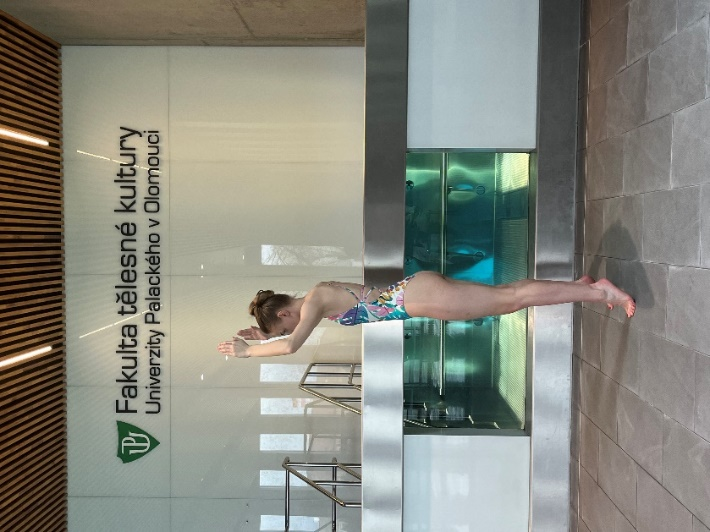 Fakulta tělesné kultury
Univerzity Palackého v Olomouci